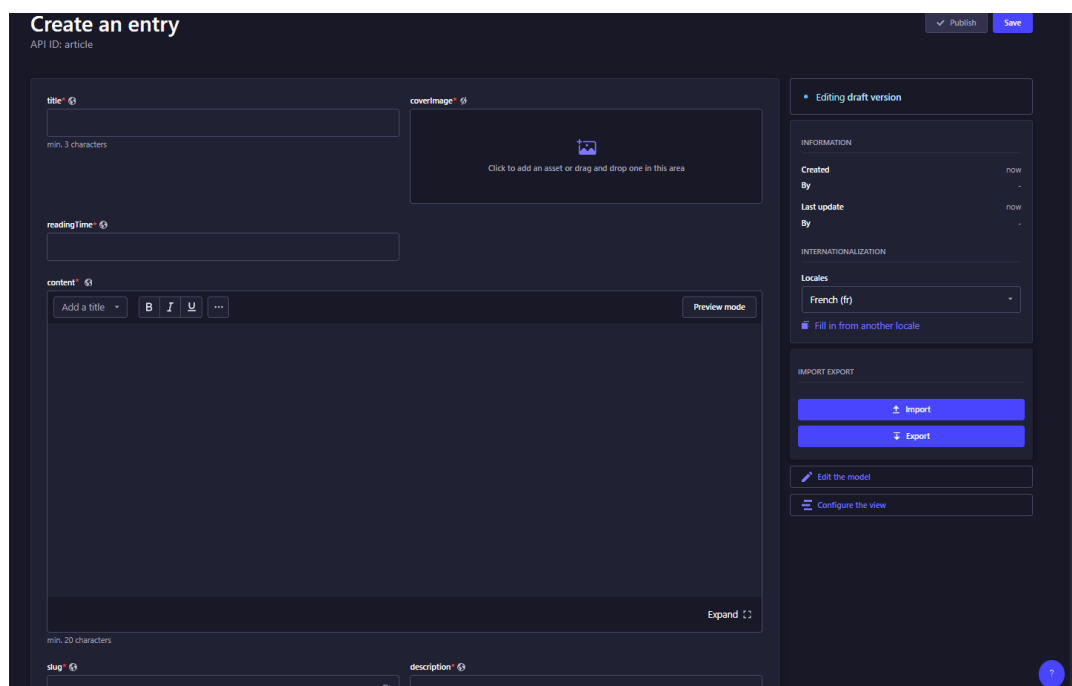 Create an entry
API ID: article
Publish
Save
title*
min. 3 characters
coverImage*
Click to add an asset or drag and drop one in this area
readingTime*
content*
Add a title
B I U ...
Preview mode
Expand
min. 20 characters
slug*
description*
Editing draft version
INFORMATION
Created now
By -
Last update now
By -
INTERNATIONALIZATION
Locales
French (fr)
Fill in from another locale
IMPORT EXPORT
Import
Export
Edit the model
Configure the view
?